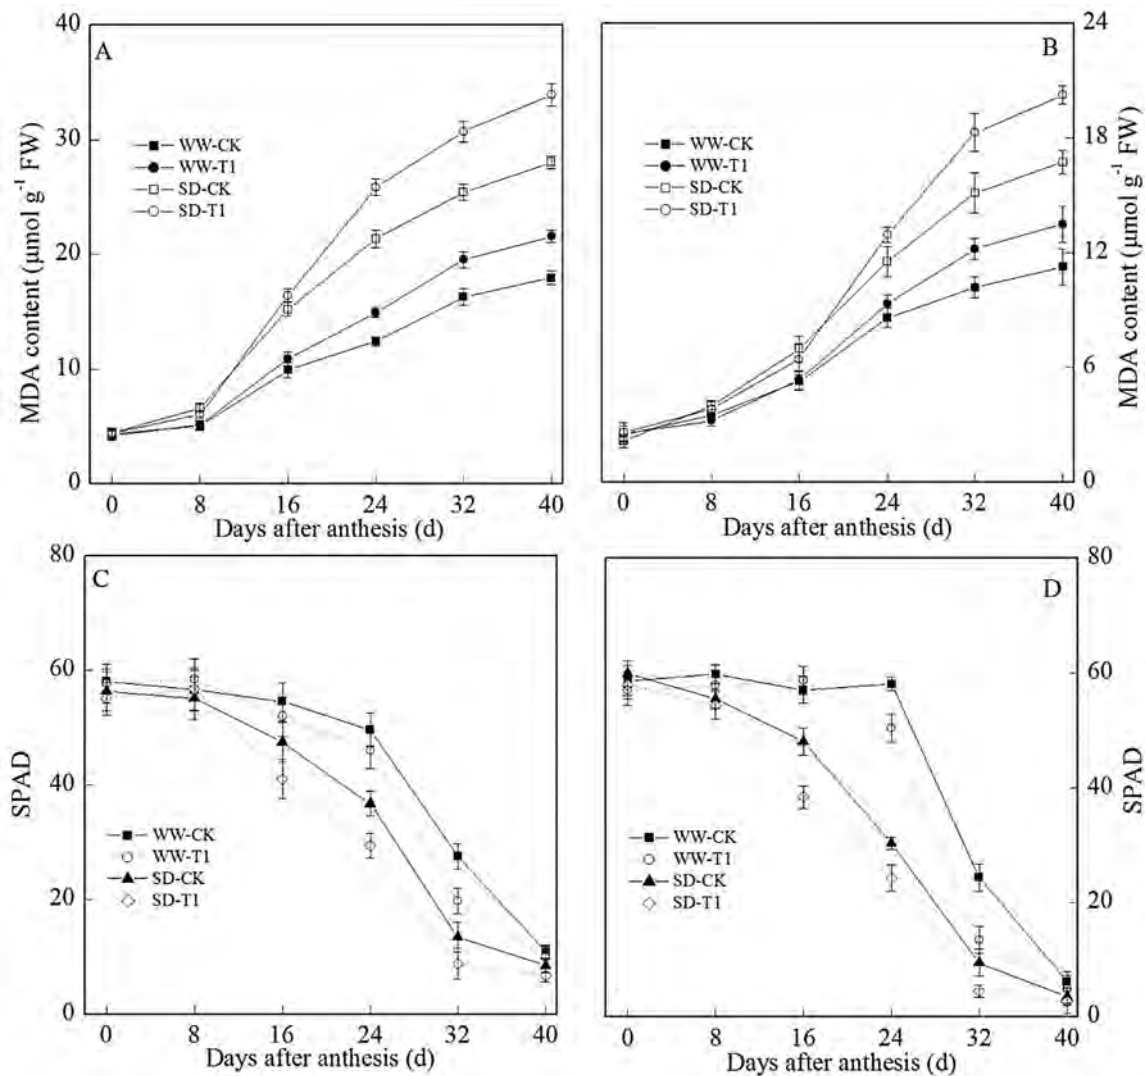 A
MDA content (μmol g⁻¹ FW)
40
30
20
10
0
WW-CK
WW-T1
SD-CK
SD-T1
0 8 16 24 32 40
Days after anthesis (d)
B
MDA content (μmol g⁻¹ FW)
24
18
12
6
0
WW-CK
WW-T1
SD-CK
SD-T1
0 8 16 24 32 40
Days after anthesis (d)
C
SPAD
80
60
40
20
0
WW-CK
WW-T1
SD-CK
SD-T1
0 8 16 24 32 40
Days after anthesis (d)
D
SPAD
80
60
40
20
0
WW-CK
WW-T1
SD-CK
SD-T1
0 8 16 24 32 40
Days after anthesis (d)